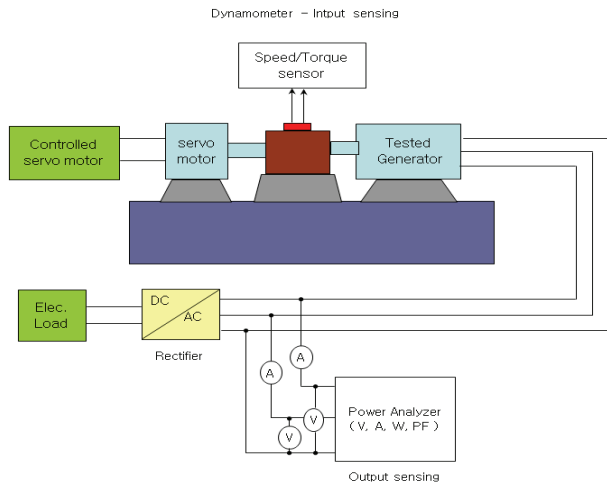 Dynamometer - Intput sensing
Speed/Torque
sensor
Controlled
servo motor
servo
motor
Tested
Generator
Elec.
Load
DC
AC
Rectifier
A
A
V
V
Power Analyzer
( V, A, W, PF )
Output sensing